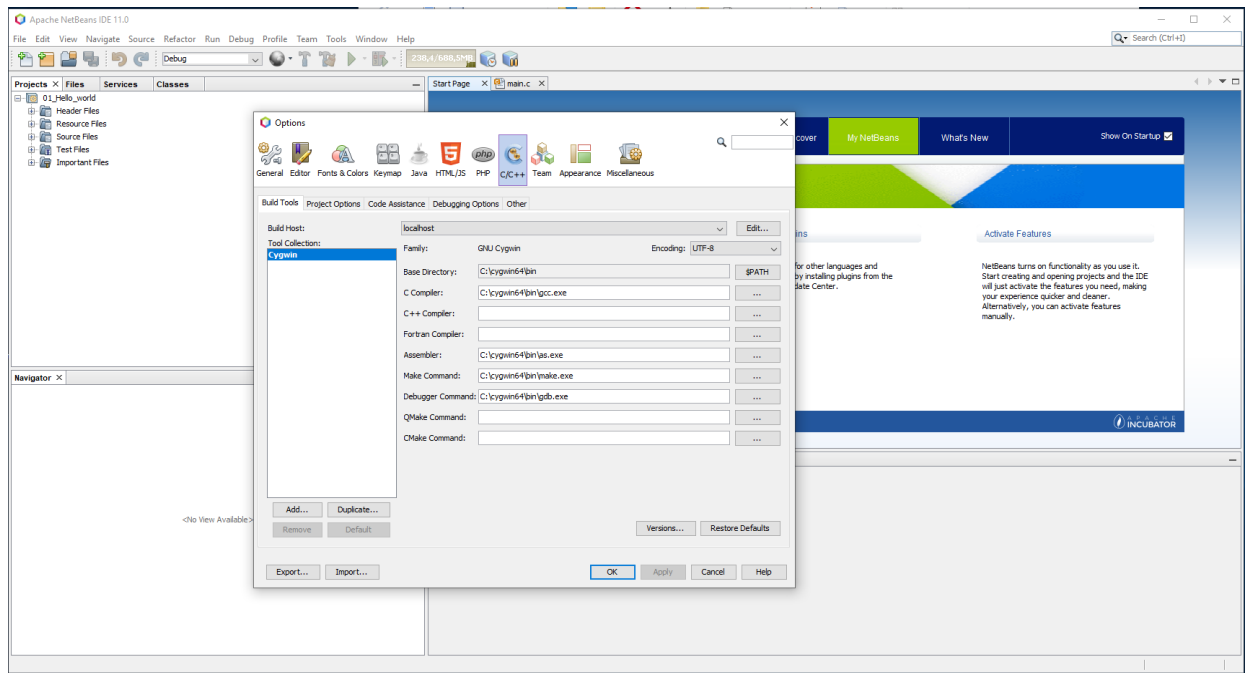 Apache NetBeans IDE 11.0
File Edit View Navigate Source Refactor Run Debug Profile Team Tools Window Help
Search (Ctrl+I)
Debug
238,4/688,5MB
Projects Files Services Classes
Start Page main.c
01_Hello_world
Header Files
Resource Files
Source Files
Test Files
Important Files
My NetBeans What's New Show On Startup
Activate Features
for other languages and
by installing plugins from the
NetBeans turns on functionality as you use it.
Start creating and opening projects and the IDE
will just activate the features you need, making
your experience quicker and cleaner.
Alternatively, you can activate features
manually.
APACHE
INCUBATOR
Navigator
<No View Available>
Options
General Editor Fonts & Colors Keymap Java HTML/JS PHP C/C++ Team Appearance Miscellaneous
Build Tools Project Options Code Assistance Debugging Options Other
Build Host: localhost Edit...
Tool Collection:
Cygwin
Family: GNU Cygwin Encoding: UTF-8
Base Directory: C:\cygwin64\bin $PATH
C Compiler: C:\cygwin64\bin\gcc.exe ...
C++ Compiler: ...
Fortran Compiler: ...
Assembler: C:\cygwin64\bin\as.exe ...
Make Command: C:\cygwin64\bin\make.exe ...
Debugger Command: C:\cygwin64\bin\gdb.exe ...
QMake Command: ...
CMake Command: ...
Add... Duplicate...
Remove Default
Versions... Restore Defaults
Export... Import... OK Apply Cancel Help